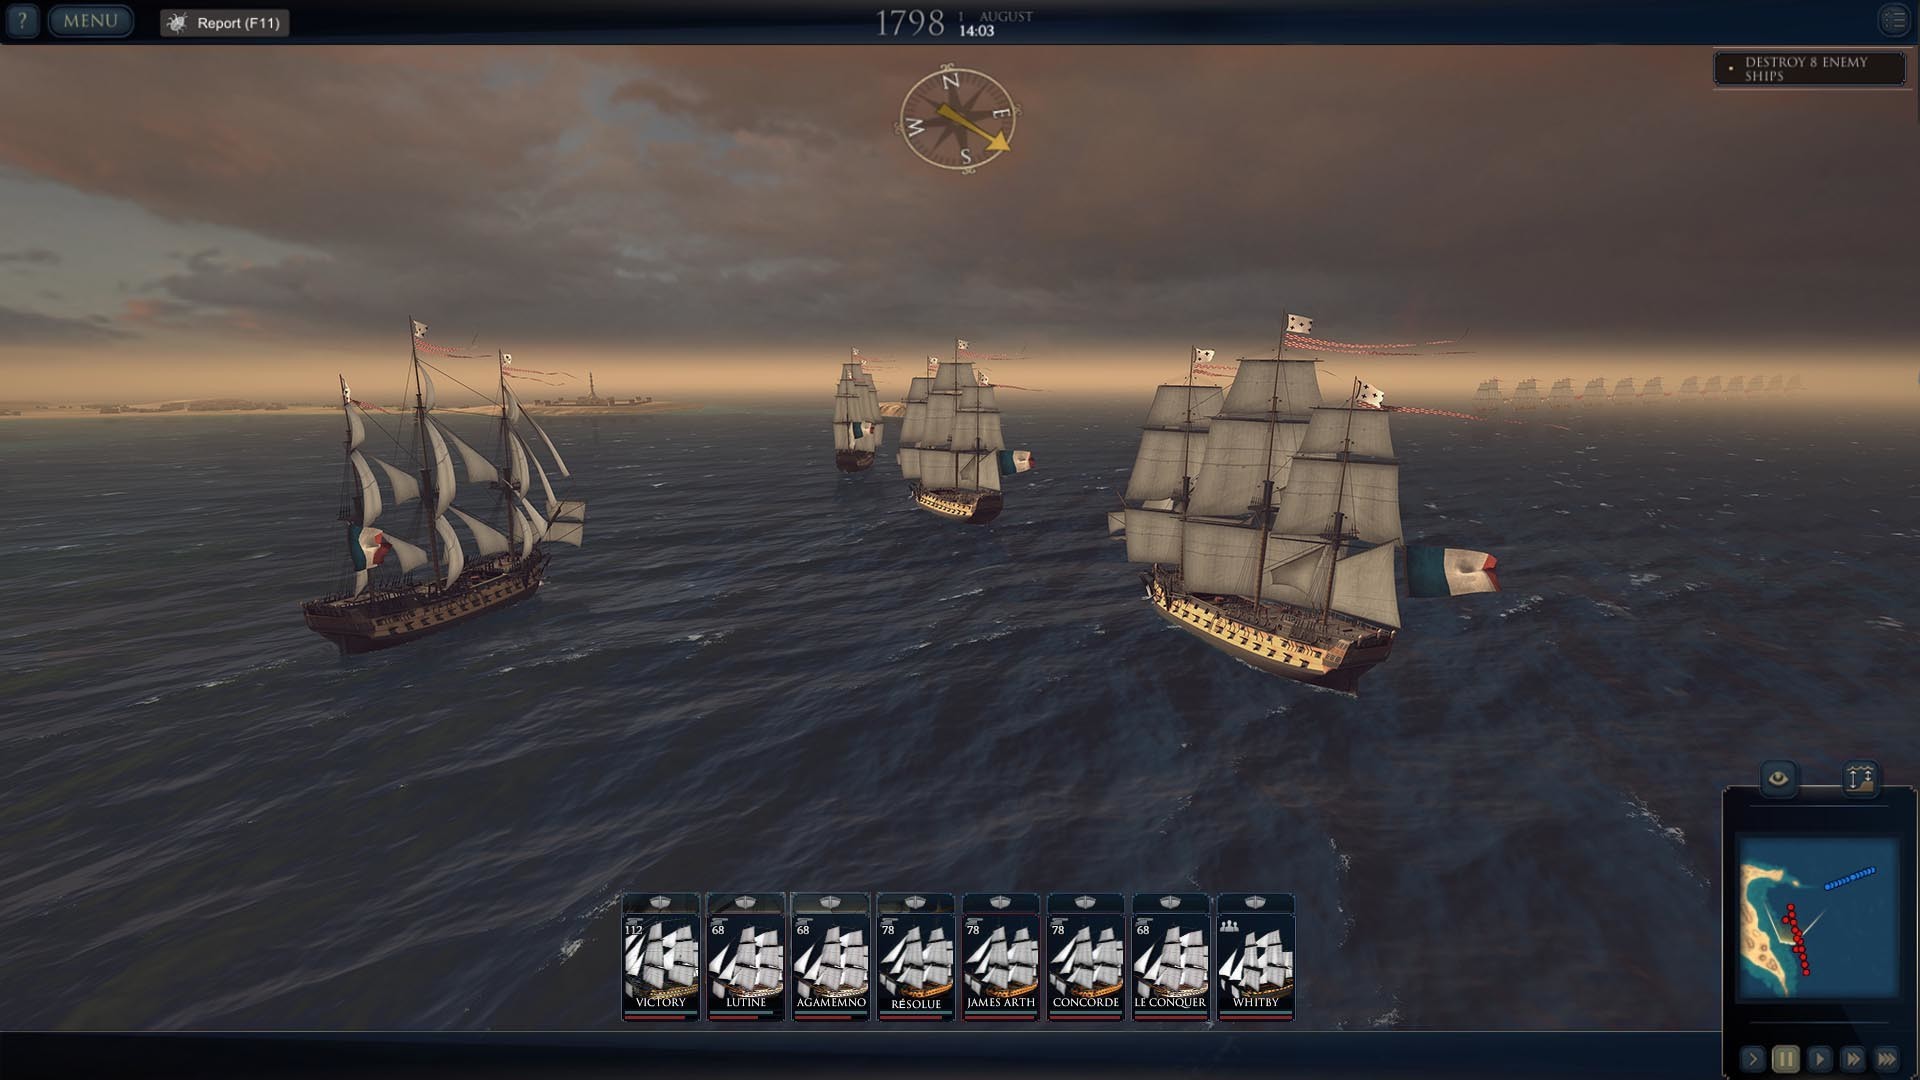 ?
MENU
Report (F11)
1798
1 AUGUST
14:03
DESTROY 8 ENEMY
SHIPS
N
E
W
S
112
VICTORY
68
LUTINE
68
AGAMEMNO
78
RÉSOLUE
78
JAMES ARTH
78
CONCORDE
68
LE CONQUER
WHITBY